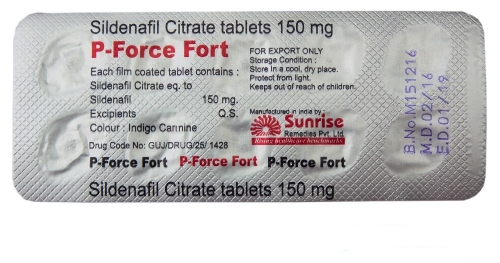 Sildenafil Citrate tablets 150 mg
P-Force Fort
Each film coated tablet contains :
Sildenafil Citrate eq. to
Sildenafil 150 mg.
Excipients Q.S.
Colour : Indigo Carmine
Drug Code No: GUJ/DRUG/25/ 1428
FOR EXPORT ONLY
Storage Condition :
Store in a cool, dry place.
Protect from light.
Keeps out of reach of children.
Manufactured in India by :
Sunrise
Remedies Pvt. Ltd.
Rising healthcare benchmarks
P-Force Fort P-Force Fort P-Force Fort
Sildenafil Citrate tablets 150 mg
B.No.M151216
M.D.02/16
E.D.01/19